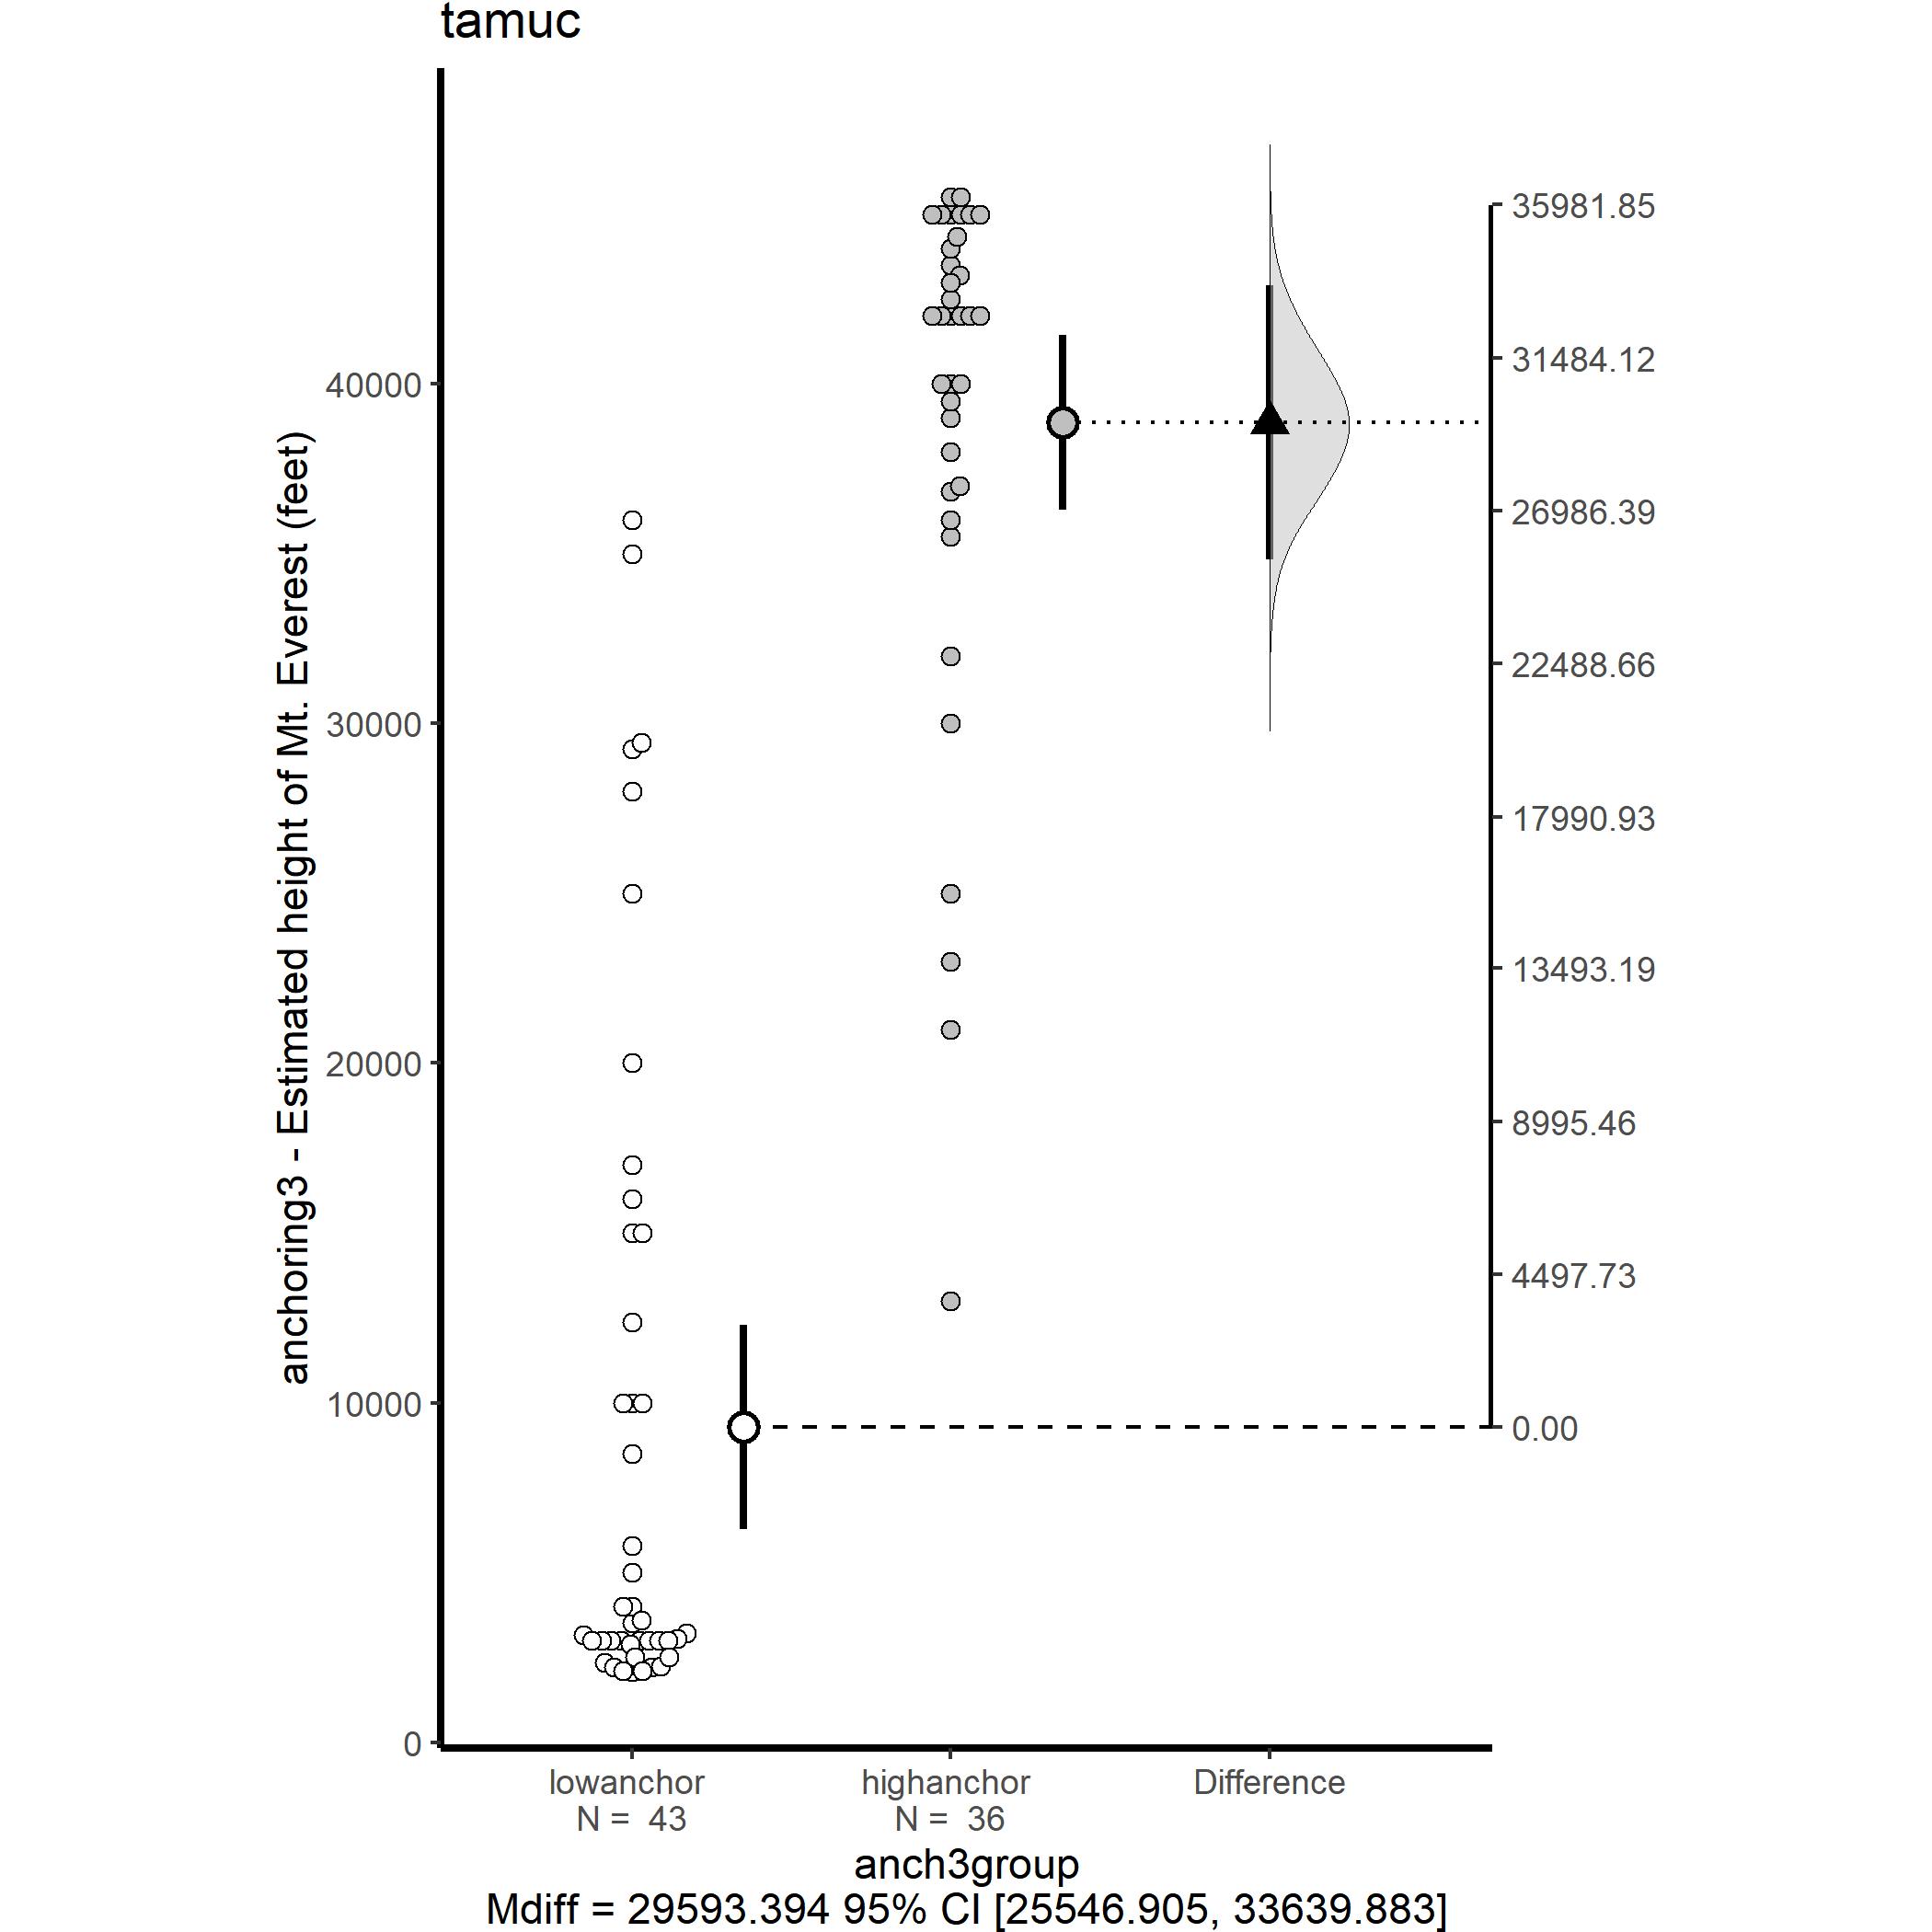 tamuc
anchoring3 - Estimated height of Mt. Everest (feet)
40000
30000
20000
10000
0
35981.85
31484.12
26986.39
22488.66
17990.93
13493.19
8995.46
4497.73
0.00
lowanchor
N =  43
highanchor
N =  36
Difference
anch3group
Mdiff = 29593.394 95% CI [25546.905, 33639.883]